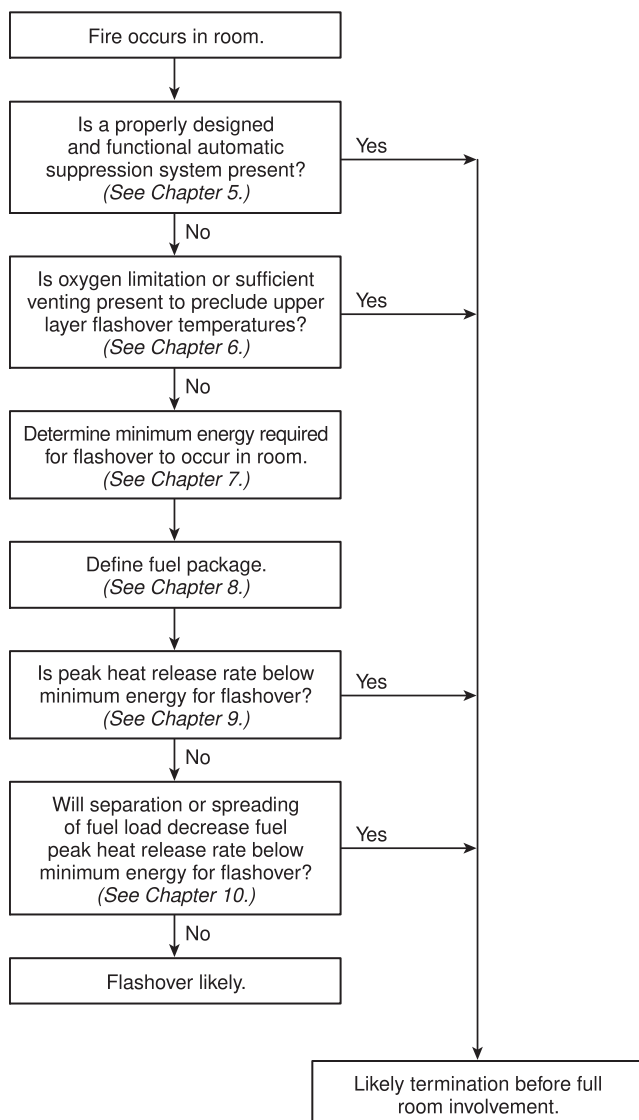 Fire occurs in room.
Is a properly designed
and functional automatic
suppression system present?
(See Chapter 5.)
Yes
No
Is oxygen limitation or sufficient
venting present to preclude upper
layer flashover temperatures?
(See Chapter 6.)
Yes
No
Determine minimum energy required
for flashover to occur in room.
(See Chapter 7.)
Define fuel package.
(See Chapter 8.)
Is peak heat release rate below
minimum energy for flashover?
(See Chapter 9.)
Yes
No
Will separation or spreading
of fuel load decrease fuel
peak heat release rate below
minimum energy for flashover?
(See Chapter 10.)
Yes
No
Flashover likely.
Likely termination before full
room involvement.